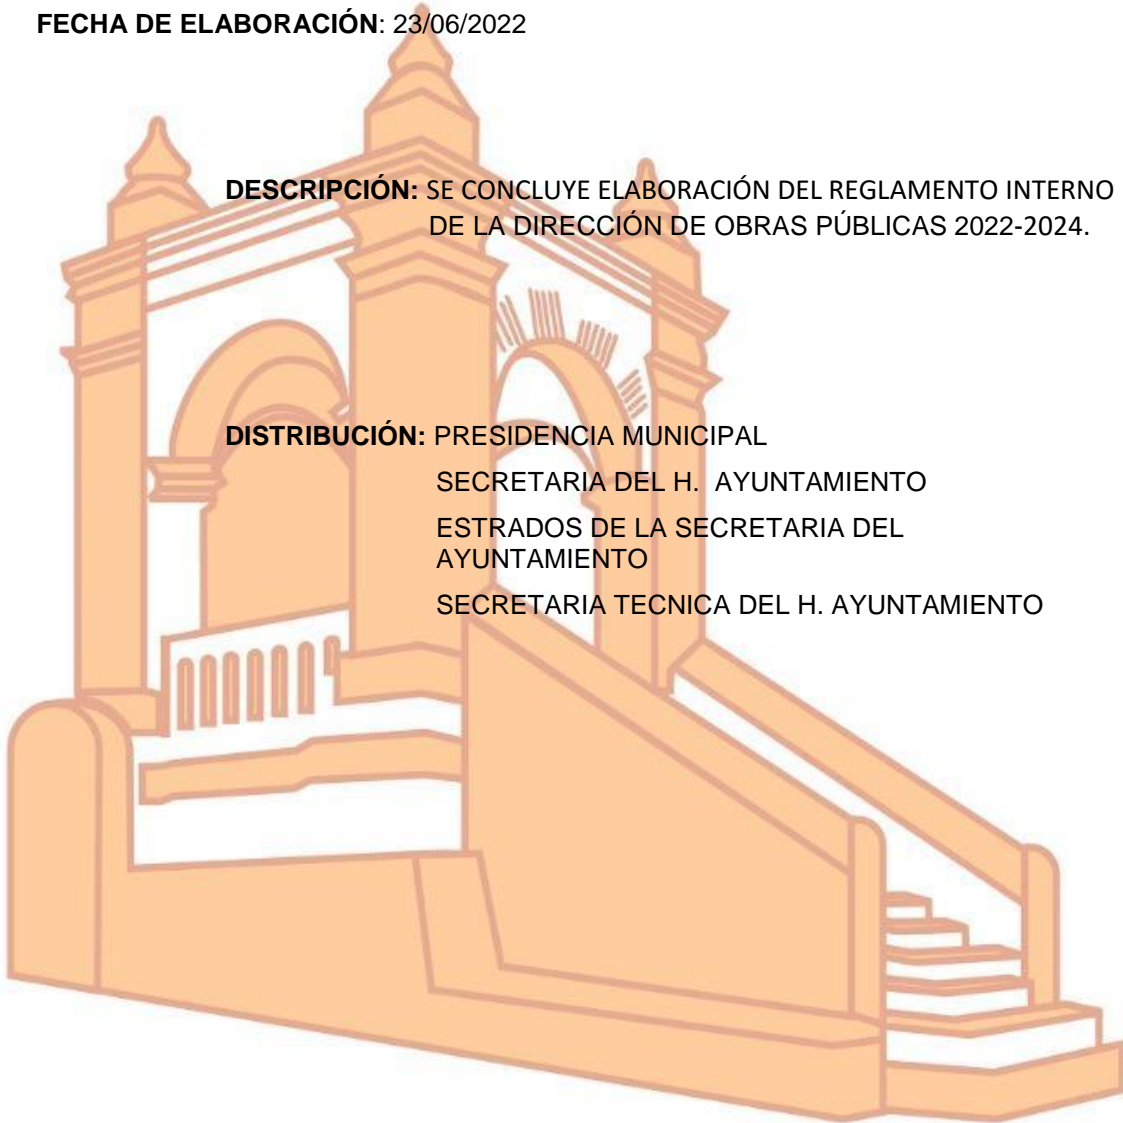 FECHA DE ELABORACIÓN: 23/06/2022
DESCRIPCIÓN: SE CONCLUYE ELABORACIÓN DEL REGLAMENTO INTERNO
DE LA DIRECCIÓN DE OBRAS PÚBLICAS 2022-2024.
DISTRIBUCIÓN: PRESIDENCIA MUNICIPAL
SECRETARIA DEL H. AYUNTAMIENTO
ESTRADOS DE LA SECRETARIA DEL
AYUNTAMIENTO
SECRETARIA TECNICA DEL H. AYUNTAMIENTO